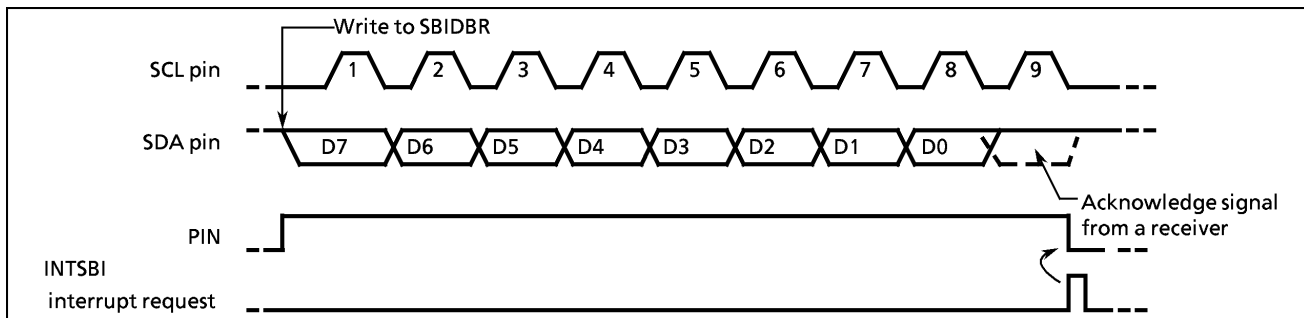 Write to SBIDBR
SCL pin
1 2 3 4 5 6 7 8 9
SDA pin
D7 D6 D5 D4 D3 D2 D1 D0
Acknowledge signal
from a receiver
PIN
INTSBI
interrupt request